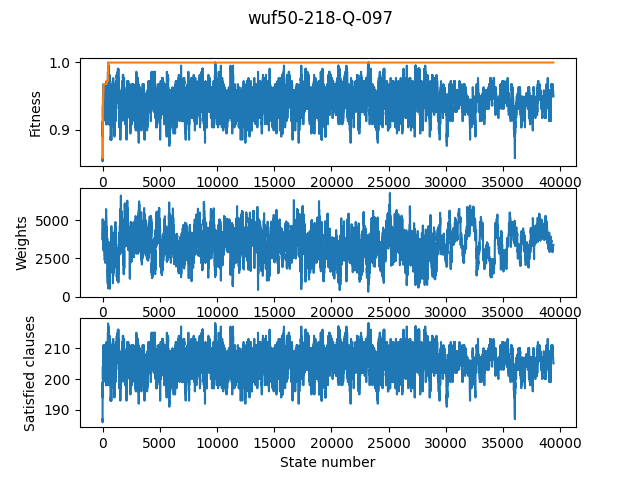 wuf50-218-Q-097
1.0
0.9
Fitness
0 5000 10000 15000 20000 25000 30000 35000 40000
5000
2500
0
Weights
0 5000 10000 15000 20000 25000 30000 35000 40000
210
200
190
Satisfied clauses
0 5000 10000 15000 20000 25000 30000 35000 40000
State number